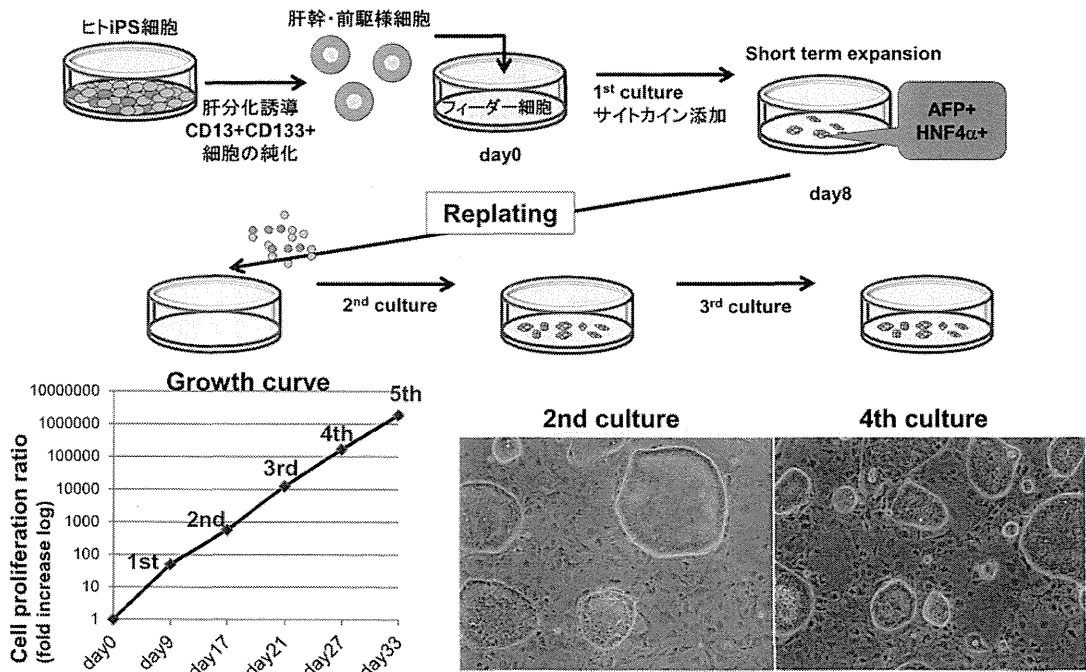 ヒトiPS細胞
肝幹・前駆様細胞
肝分化誘導
CD13+CD133+
細胞の純化
フィーダー細胞
day0
1st culture
サイトカイン添加
Short term expansion
AFP+
HNF4α+
day8
Replating
2nd culture
3rd culture
Growth curve
Cell proliferation ratio
(fold increase log)
10000000
1000000
100000
10000
1000
100
10
1
1st
2nd
3rd
4th
5th
day0
day9
day17
day21
day27
day33
2nd culture
4th culture